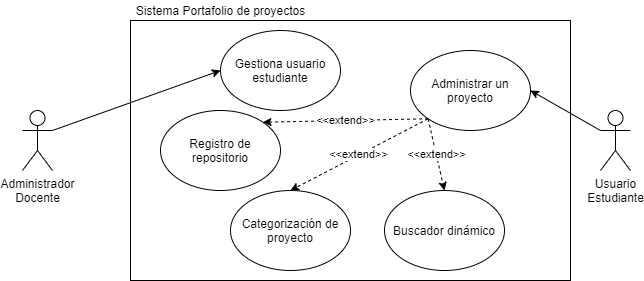 Sistema Portafolio de proyectos
Gestiona usuario
estudiante
Administrar un
proyecto
<<extend>>
Registro de
repositorio
<<extend>>
<<extend>>
Administrador
Docente
Usuario
Estudiante
Categorización de
proyecto
Buscador dinámico